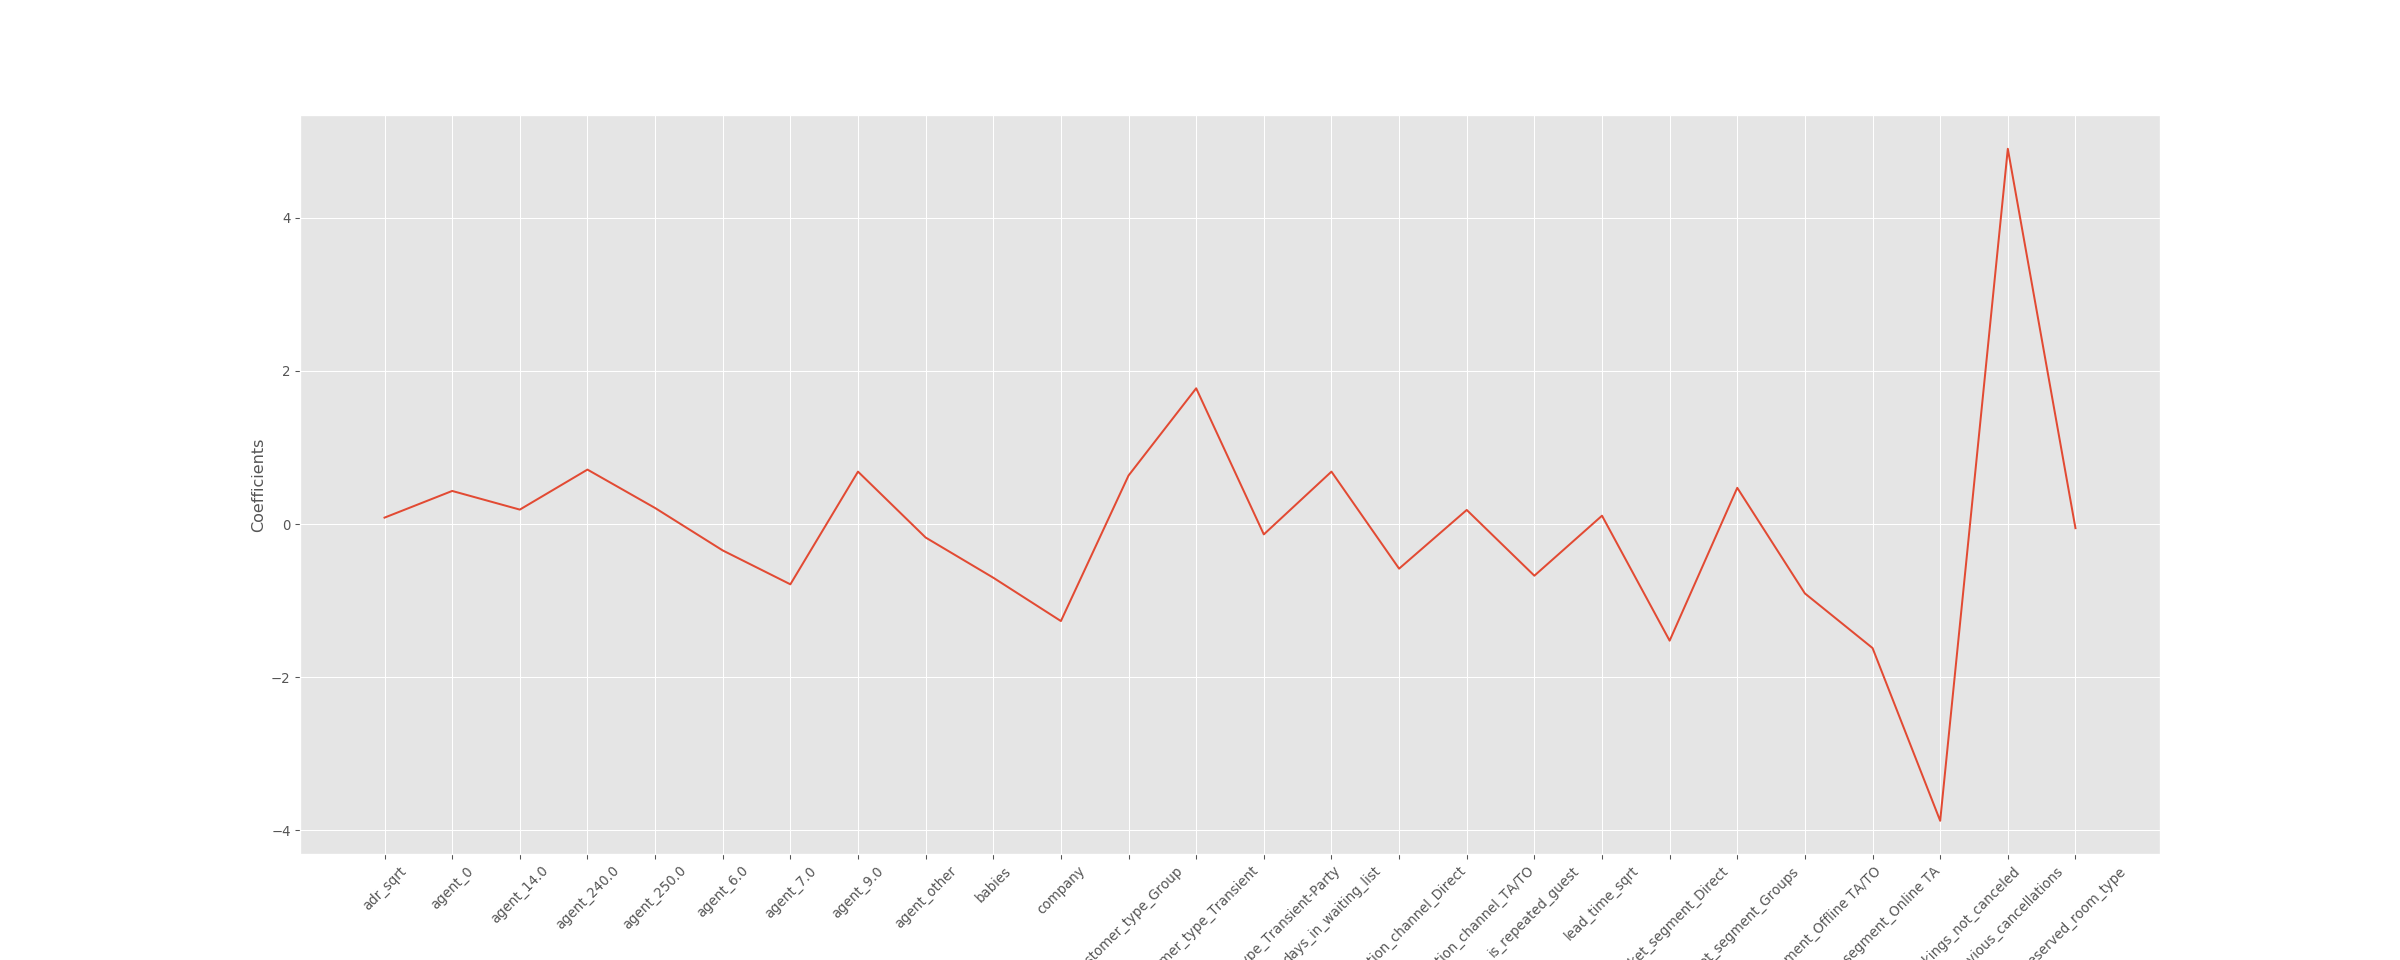 Coefficients
4
2
0
−2
−4
adr_sqrt
agent_0
agent_14.0
agent_240.0
agent_250.0
agent_6.0
agent_7.0
agent_9.0
agent_other
babies
company
stomer_type_Group
mer_type_Transient
ype_Transient-Party
days_in_waiting_list
tion_channel_Direct
tion_channel_TA/TO
is_repeated_guest
lead_time_sqrt
ket_segment_Direct
nt_segment_Groups
ment_Offline TA/TO
segment_Online TA
kings_not_canceled
vious_cancellations
eserved_room_type